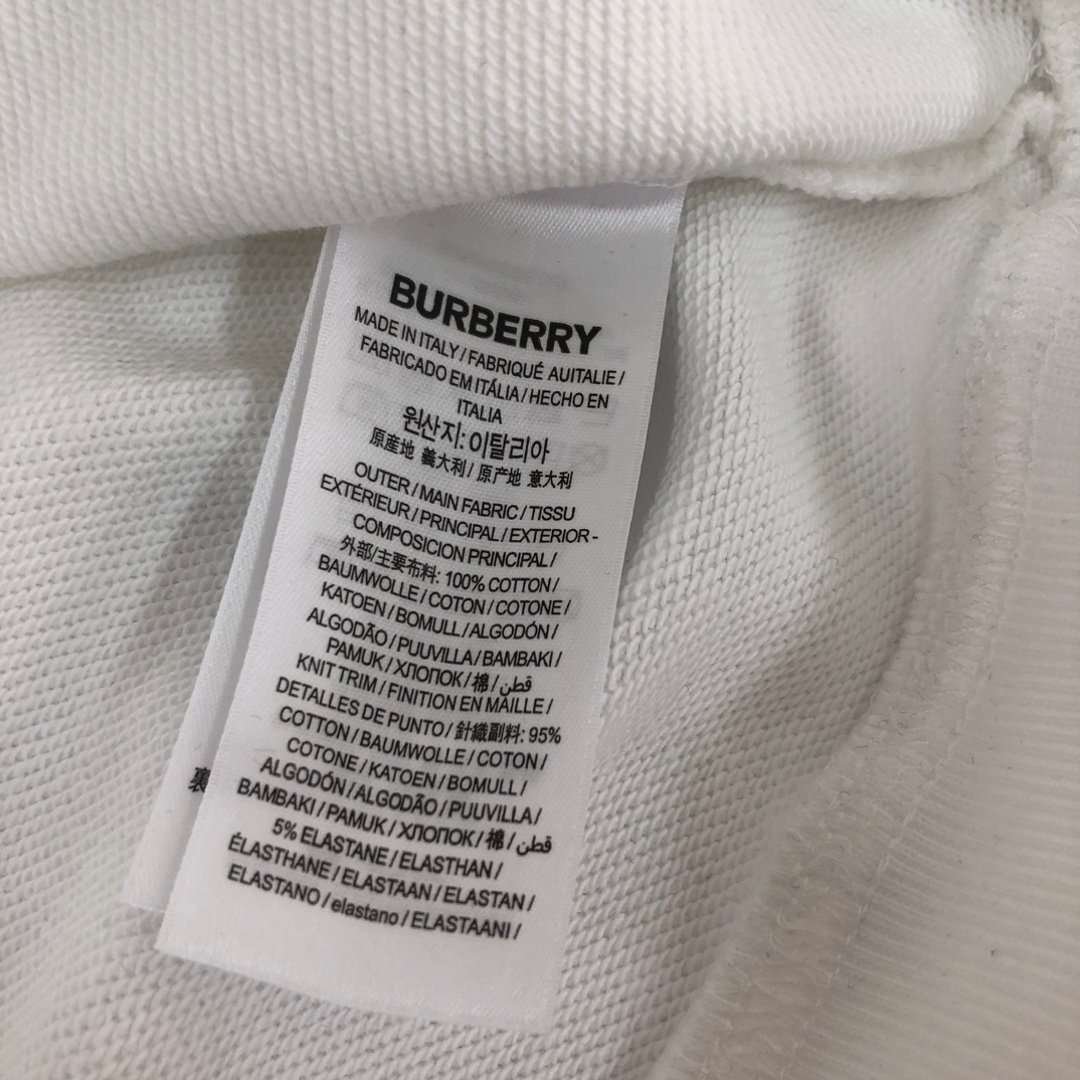 BURBERRY
MADE IN ITALY / FABRIQUÉ AUITALIE /
FABRICADO EM ITÁLIA / HECHO EN
ITALIA
원산지: 이탈리아
原產地 義大利 / 原产地 意大利
OUTER / MAIN FABRIC / TISSU
EXTÉRIEUR / PRINCIPAL / EXTERIOR -
COMPOSICION PRINCIPAL /
外部/主要布料: 100% COTTON /
BAUMWOLLE / COTON / COTONE /
KATOEN / BOMULL / ALGODÓN /
ALGODÃO / PUUVILLA / BAMBAKI /
PAMUK / ХЛОПОК / 棉 / قطن /
KNIT TRIM / FINITION EN MAILLE /
DETALLES DE PUNTO / 針織副料: 95%
COTTON / BAUMWOLLE / COTON /
COTONE / KATOEN / BOMULL /
ALGODÓN / ALGODÃO / PUUVILLA /
BAMBAKI / PAMUK / ХЛОПОК / 棉 / قطن /
5% ELASTANE / ELASTHAN /
ÉLASTHANE / ELASTAAN / ELASTAN /
ELASTANO / elastano / ELASTAANI /
裏